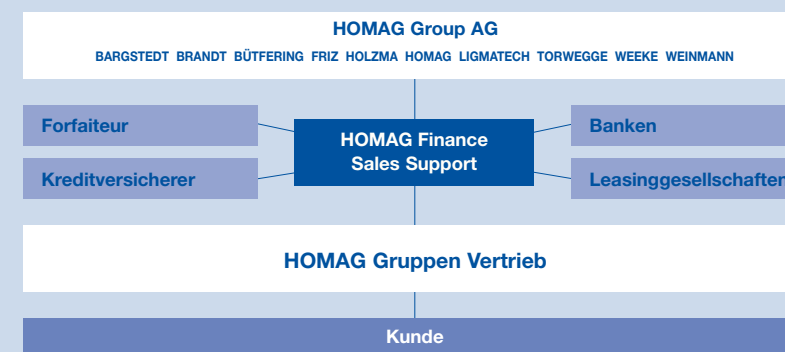 HOMAG Group AG
BARGSTEDT BRANDT BÜTFERING FRIZ HOLZMA HOMAG LIGMATECH TORWEGGE WEEKE WEINMANN
Forfaiteur
HOMAG Finance
Sales Support
Banken
Kreditversicherer
Leasinggesellschaften
HOMAG Gruppen Vertrieb
Kunde